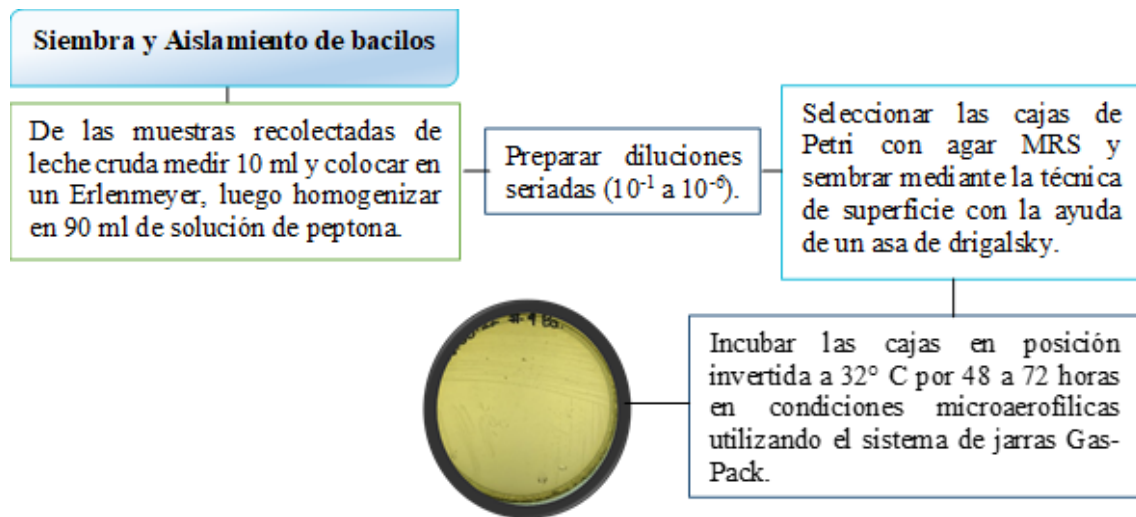 Siembra y Aislamiento de bacilos
De las muestras recolectadas de
leche cruda medir 10 ml y colocar en
un Erlenmeyer, luego homogenizar
en 90 ml de solución de peptona.
Preparar diluciones
seriadas (10⁻¹ a 10⁻⁶).
Seleccionar las cajas de
Petri con agar MRS y
sembrar mediante la técnica
de superficie con la ayuda
de un asa de drigalsky.
Incubar las cajas en posición
invertida a 32° C por 48 a 72 horas
en condiciones microaerofílicas
utilizando el sistema de jarras Gas-
Pack.